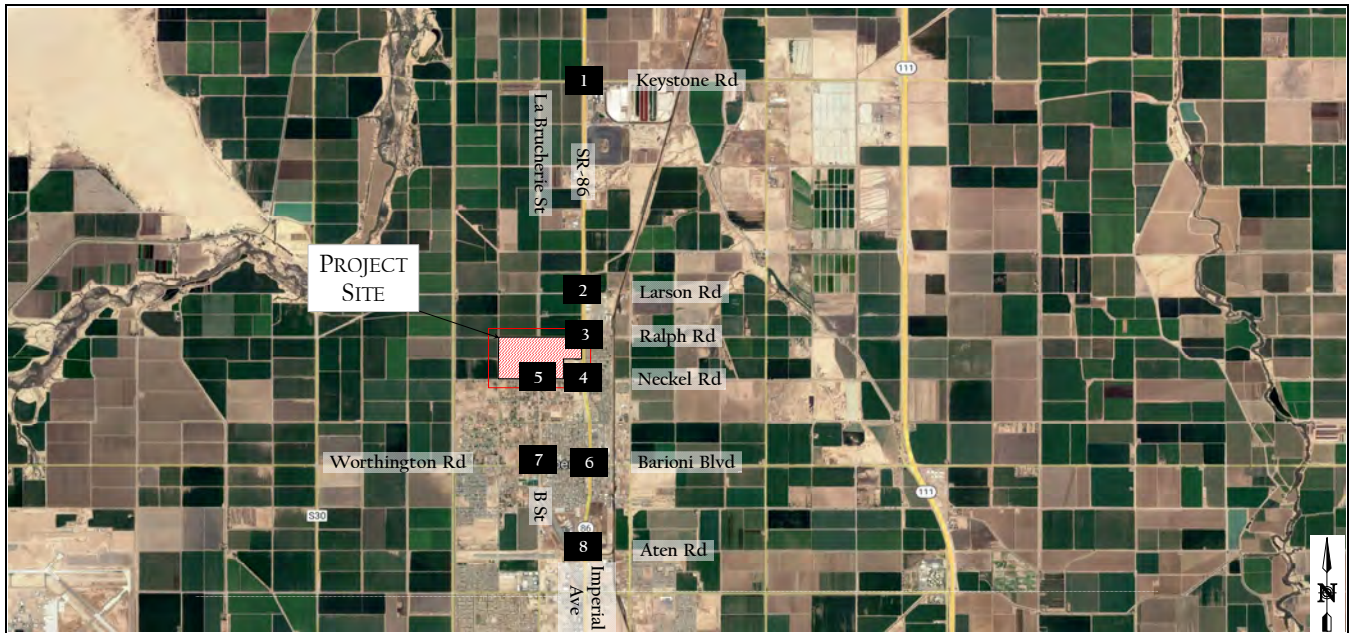 1
Keystone Rd
111
La Brucherie St
SR-86
PROJECT
SITE
2
Larson Rd
3
Ralph Rd
5
4
Neckel Rd
Worthington Rd
7
6
Barioni Blvd
B St
111
S30
86
8
Aten Rd
Imperial
Ave
N